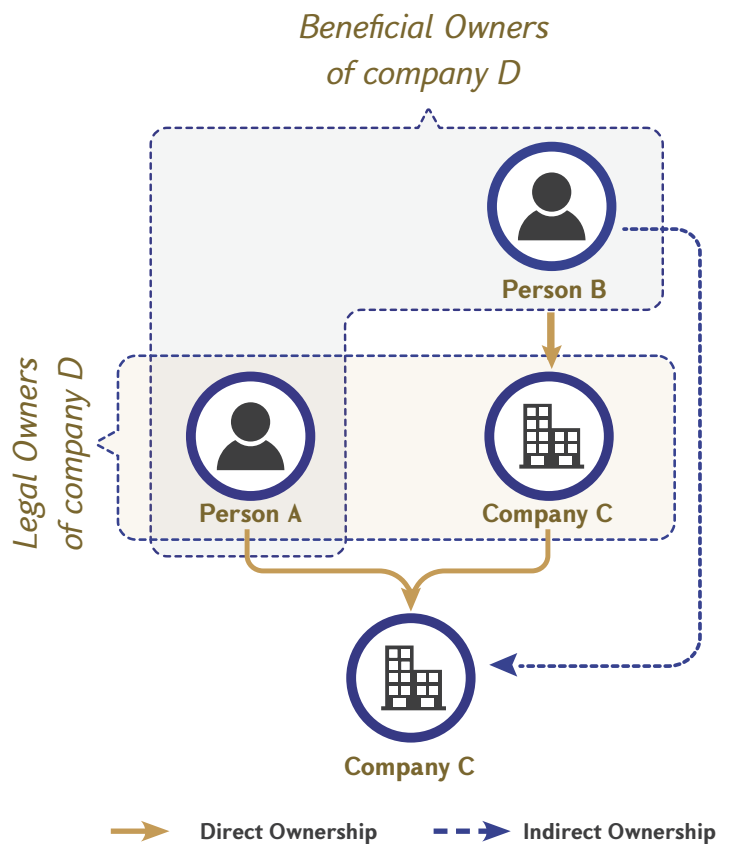 Beneficial Owners
of company D
Person B
Legal Owners
of company D
Person A
Company C
Company C
Direct Ownership
Indirect Ownership